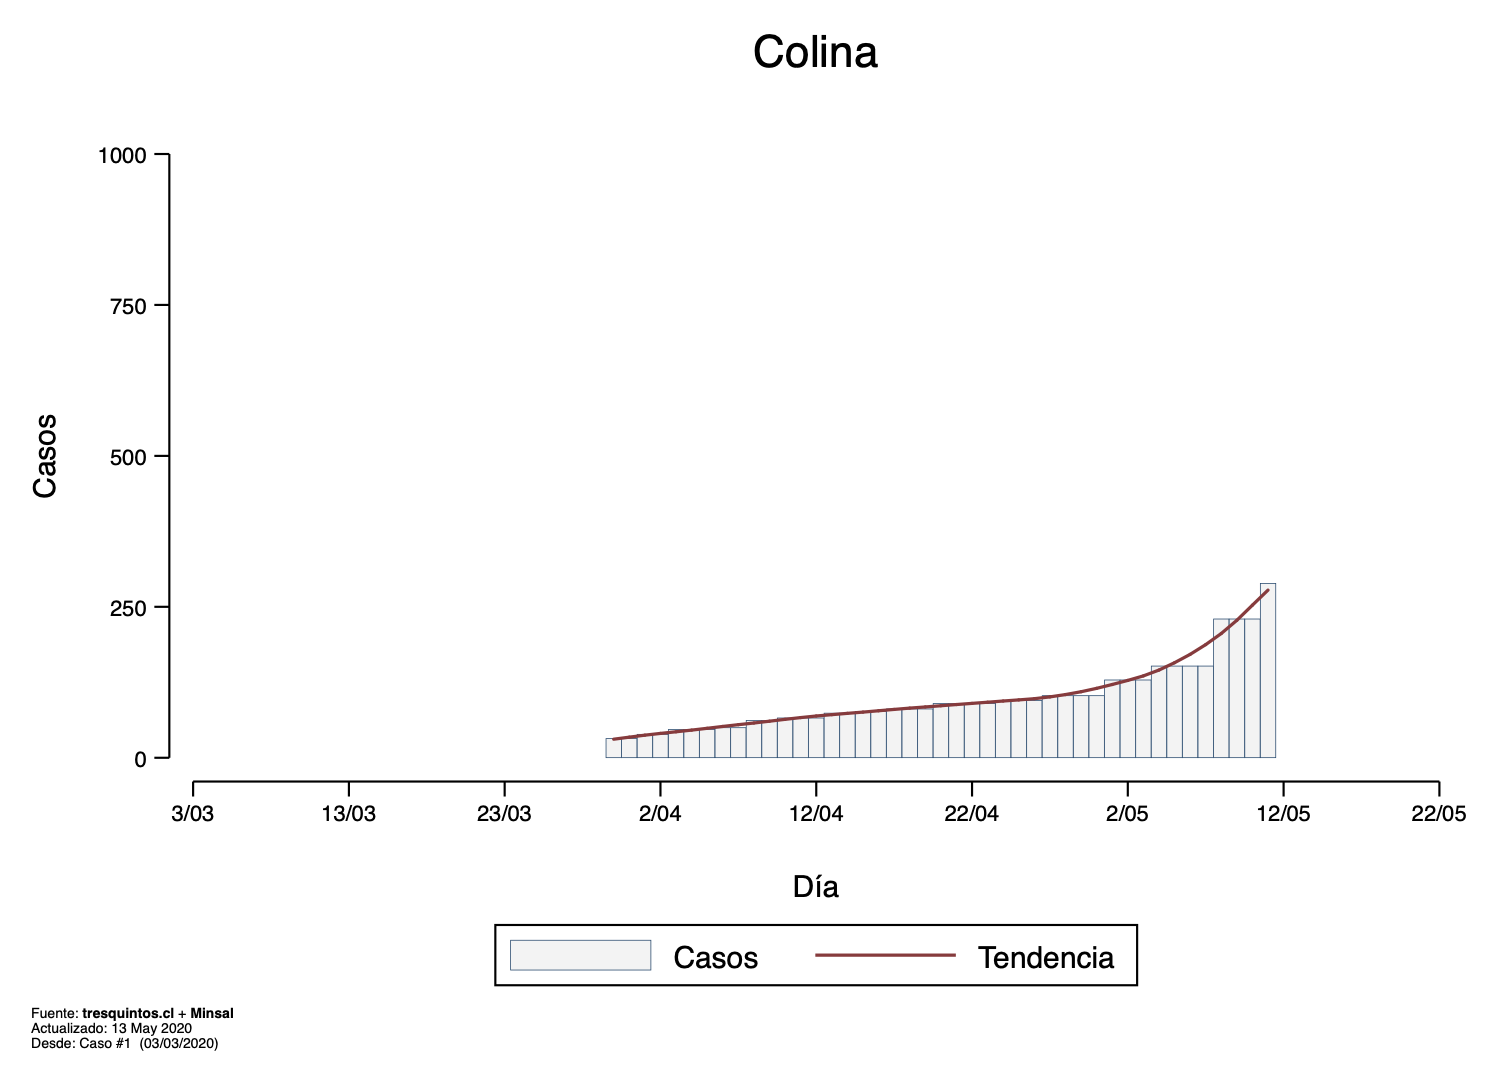 Colina
1000
750
500
250
0
Casos
3/03 13/03 23/03 2/04 12/04 22/04 2/05 12/05 22/05
Día
Casos Tendencia
Fuente: tresquintos.cl + Minsal
Actualizado: 13 May 2020
Desde: Caso #1 (03/03/2020)